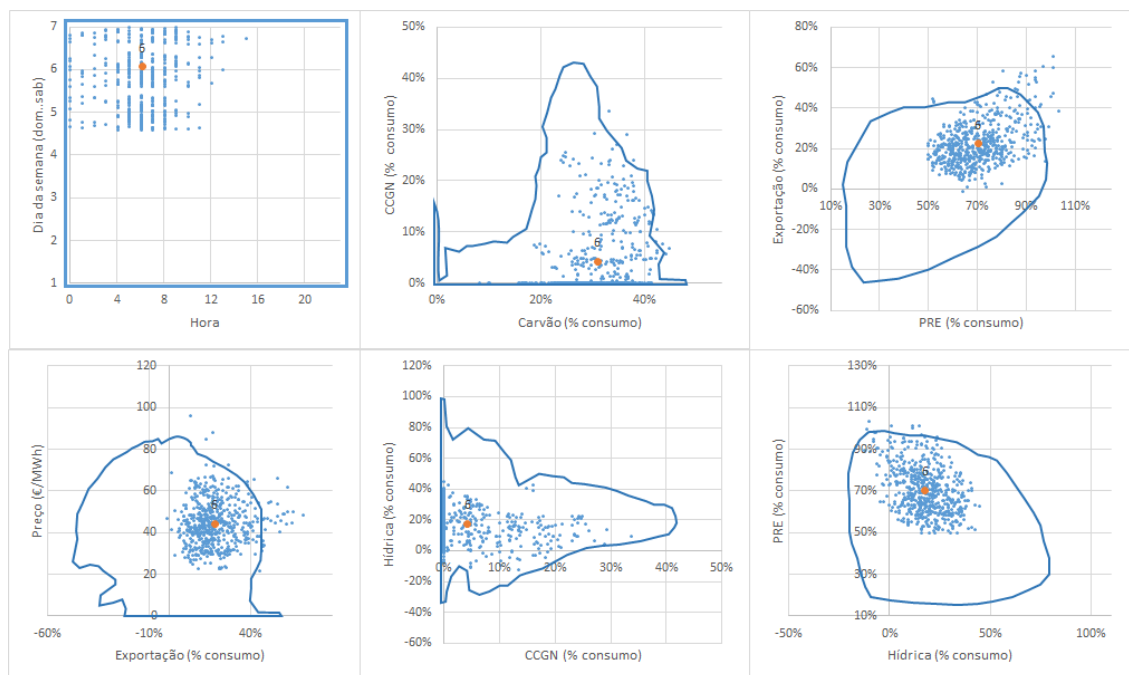 7
6
5
4
3
2
1
0 4 8 12 16 20
6
Dia da semana (dom..sab)
Hora
50%
40%
30%
20%
10%
0%
0% 20% 40%
6
CCGN (% consumo)
Carvão (% consumo)
80%
60%
40%
20%
0%
-20%
-40%
-60%
10% 30% 50% 70% 90% 110%
6
Exportação (% consumo)
PRE (% consumo)
120
100
80
60
40
20
0
-60% -10% 40%
6
Preço (€/MWh)
Exportação (% consumo)
120%
100%
80%
60%
40%
20%
0%
-20%
-40%
-60%
0% 10% 20% 30% 40% 50%
6
Hídrica (% consumo)
CCGN (% consumo)
130%
110%
90%
70%
50%
30%
10%
-50% 0% 50% 100%
6
PRE (% consumo)
Hídrica (% consumo)